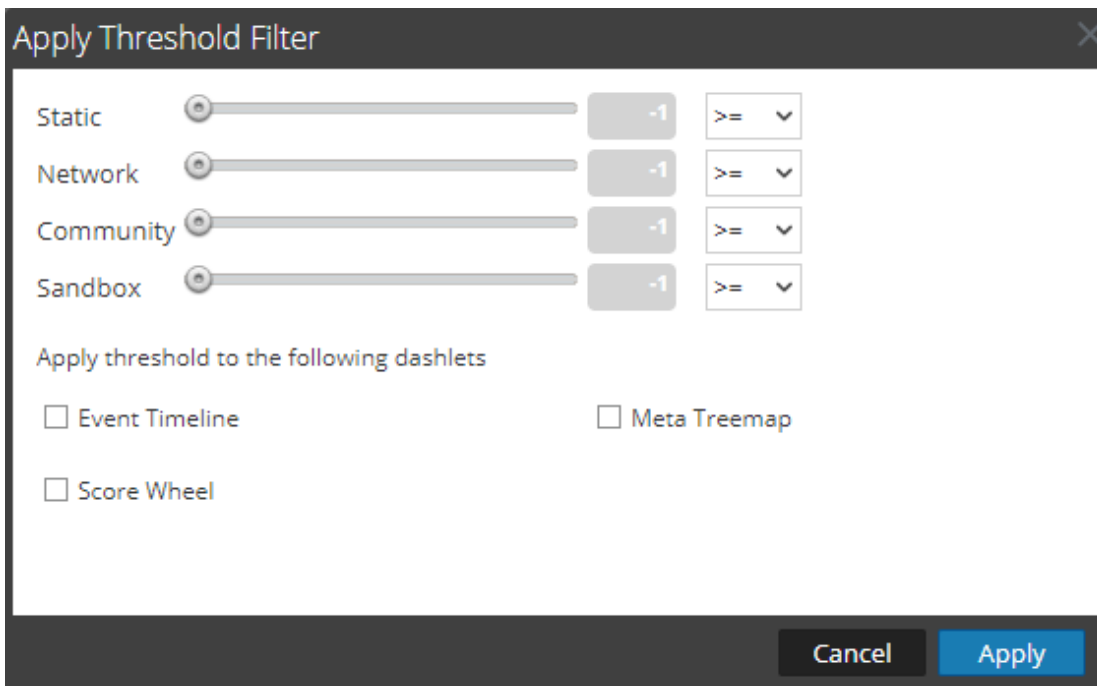 Apply Threshold Filter
Static -1 >=
Network -1 >=
Community -1 >=
Sandbox -1 >=
Apply threshold to the following dashlets
Event Timeline Meta Treemap
Score Wheel
Cancel Apply